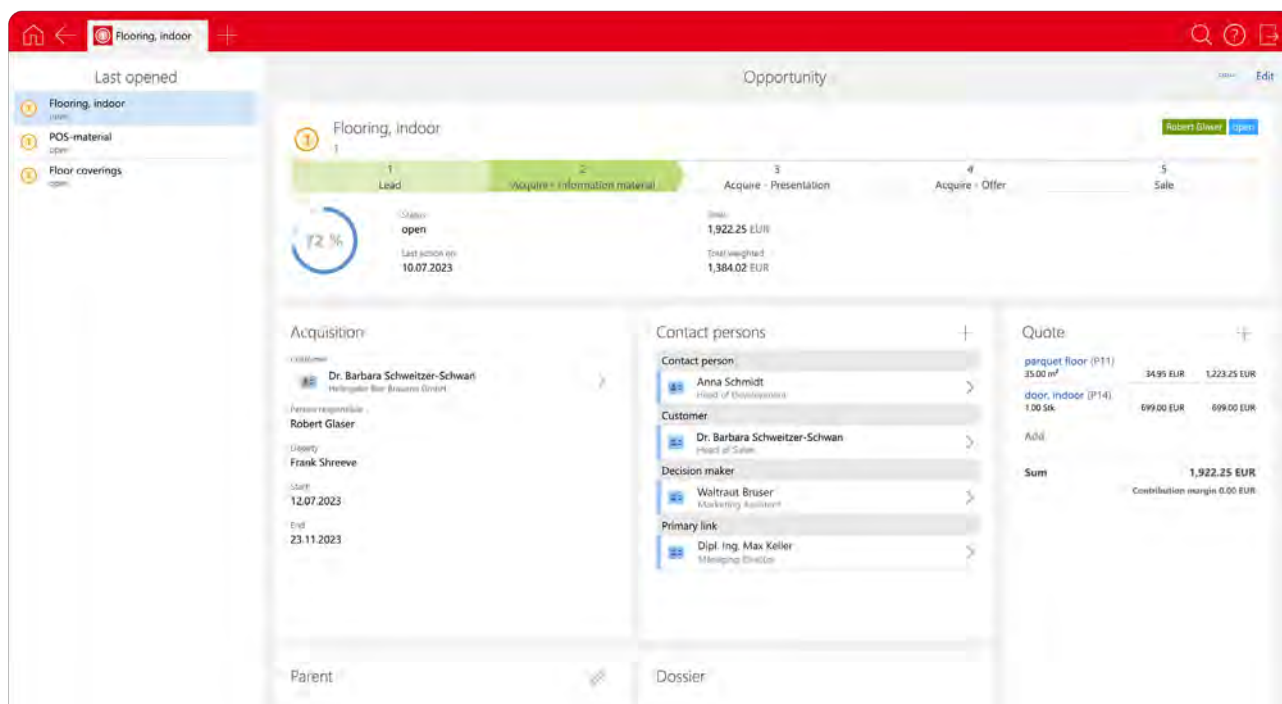 Flooring, indoor
Last opened
Opportunity
Edit
Flooring, indoor
open
POS-material
open
Floor coverings
open
Flooring, indoor
1
Robert Glaser open
1
Lead
2
Acquire - Information material
3
Acquire - Presentation
4
Acquire - Offer
5
Sale
72 %
Status
open
Last action on
10.07.2023
Total
1,922.25 EUR
Total weighted
1,384.02 EUR
Acquisition
Customer
Dr. Barbara Schweitzer-Schwan
Person responsible
Robert Glaser
Deputy
Frank Shreeve
Start
12.07.2023
End
23.11.2023
Contact persons
Contact person
Anna Schmidt
Head of Development
Customer
Dr. Barbara Schweitzer-Schwan
Head of Sales
Decision maker
Waltraut Bruser
Marketing Assistant
Primary link
Dipl. Ing. Max Keller
Managing Director
Quote
parquet floor (P11)
35.00 m² 34.95 EUR 1,223.25 EUR
door, indoor (P14)
1.00 Stk 699.00 EUR 699.00 EUR
Add
Sum 1,922.25 EUR
Contribution margin 0.00 EUR
Parent
Dossier